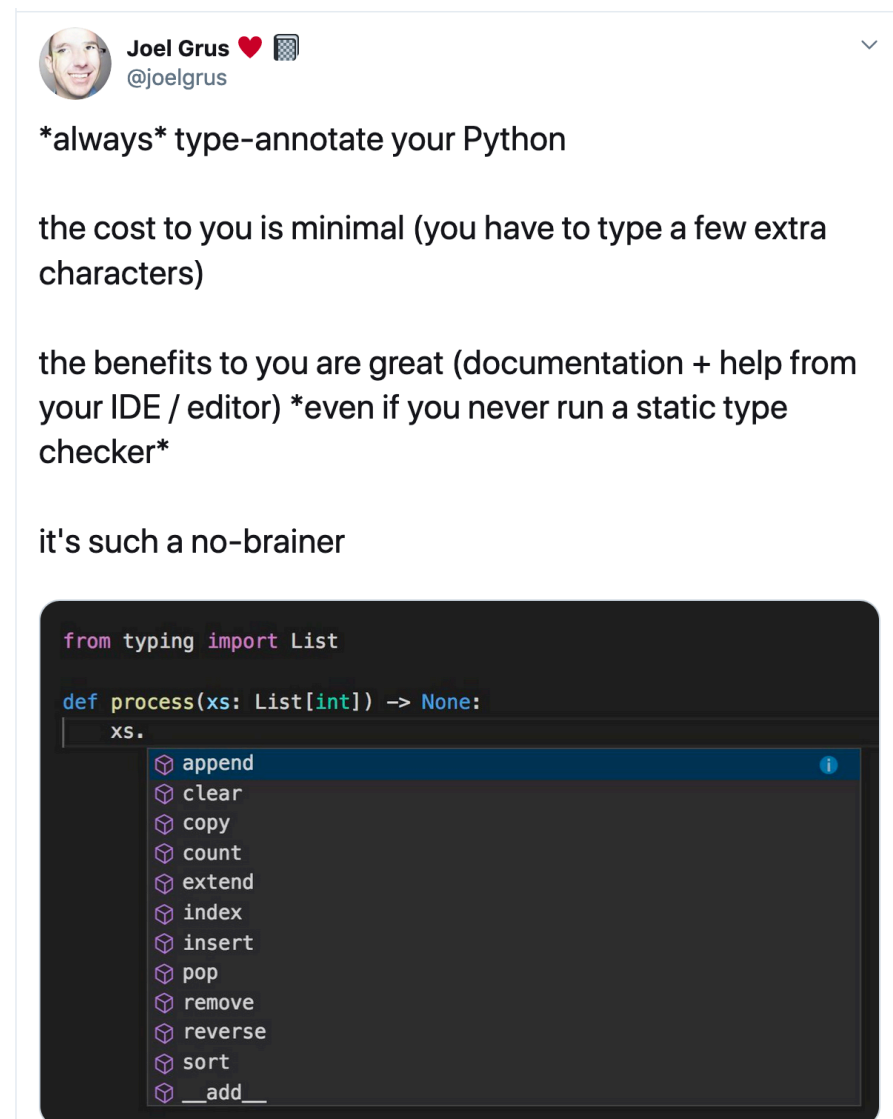 Joel Grus ❤️ 📓
@joelgrus
*always* type-annotate your Python
the cost to you is minimal (you have to type a few extra
characters)
the benefits to you are great (documentation + help from
your IDE / editor) *even if you never run a static type
checker*
it's such a no-brainer
from typing import List
def process(xs: List[int]) -> None:
xs.
append
clear
copy
count
extend
index
insert
pop
remove
reverse
sort
__add__